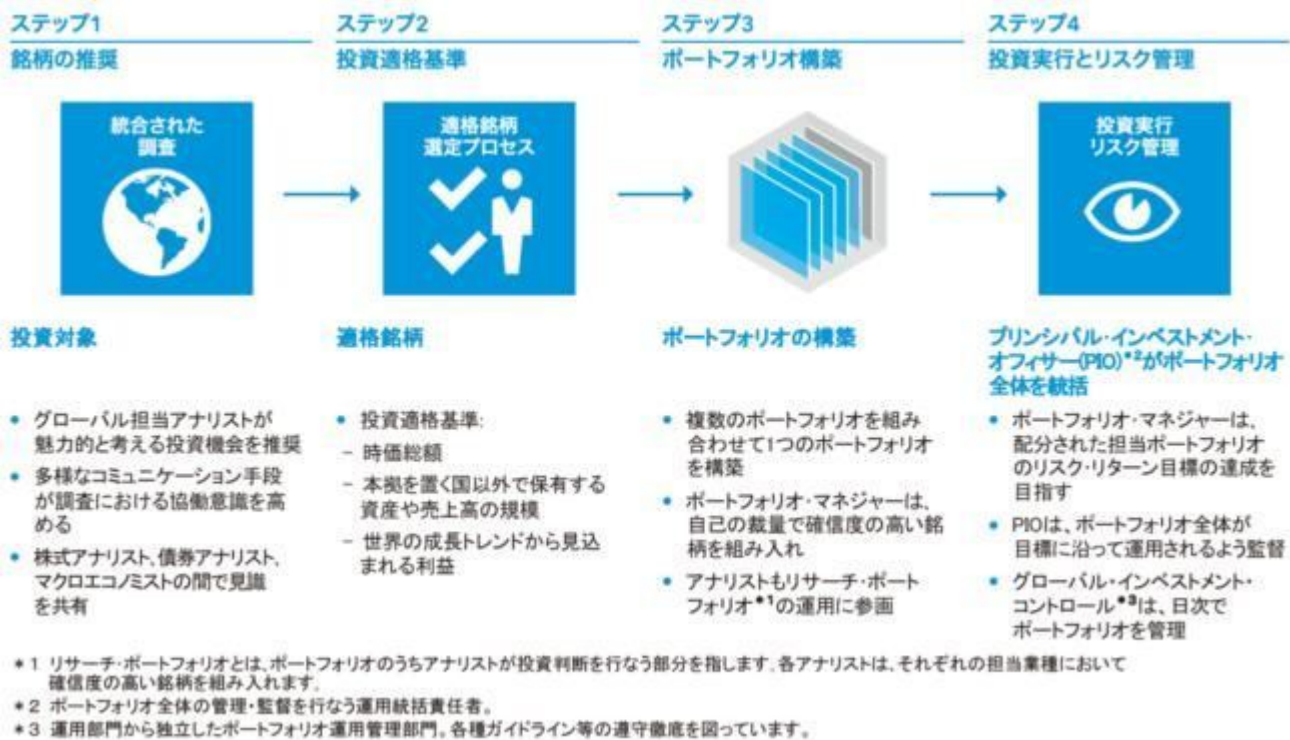 ステップ1
銘柄の推奨
統合された
調査
投資対象
• グローバル担当アナリストが
魅力的と考える投資機会を推奨
• 多様なコミュニケーション手段
が調査における協働意識を高
める
• 株式アナリスト、債券アナリスト、
マクロエコノミストの間で見識
を共有
ステップ2
投資適格基準
適格銘柄
選定プロセス
適格銘柄
• 投資適格基準:
− 時価総額
− 本拠を置く国以外で保有する
資産や売上高の規模
− 世界の成長トレンドから見込
まれる利益
ステップ3
ポートフォリオ構築
ポートフォリオの構築
• 複数のポートフォリオを組み
合わせて1つのポートフォリオ
を構築
• ポートフォリオ・マネジャーは、
自己の裁量で確信度の高い銘
柄を組み入れ
• アナリストもリサーチ・ポート
フォリオ*1の運用に参画
ステップ4
投資実行とリスク管理
投資実行
リスク管理
プリンシパル・インベストメント・
オフィサー(PIO)*2がポートフォリオ
全体を統括
• ポートフォリオ・マネジャーは、
配分された担当ポートフォリオ
のリスク・リターン目標の達成を
目指す
• PIOは、ポートフォリオ全体が
目標に沿って運用されるよう監督
• グローバル・インベストメント・
コントロール*3は、日次で
ポートフォリオを管理
*1 リサーチ・ポートフォリオとは、ポートフォリオのうちアナリストが投資判断を行なう部分を指します。各アナリストは、それぞれの担当業種において
確信度の高い銘柄を組み入れます。
*2 ポートフォリオ全体の管理・監督を行なう運用統括責任者。
*3 運用部門から独立したポートフォリオ運用管理部門。各種ガイドライン等の遵守徹底を図っています。